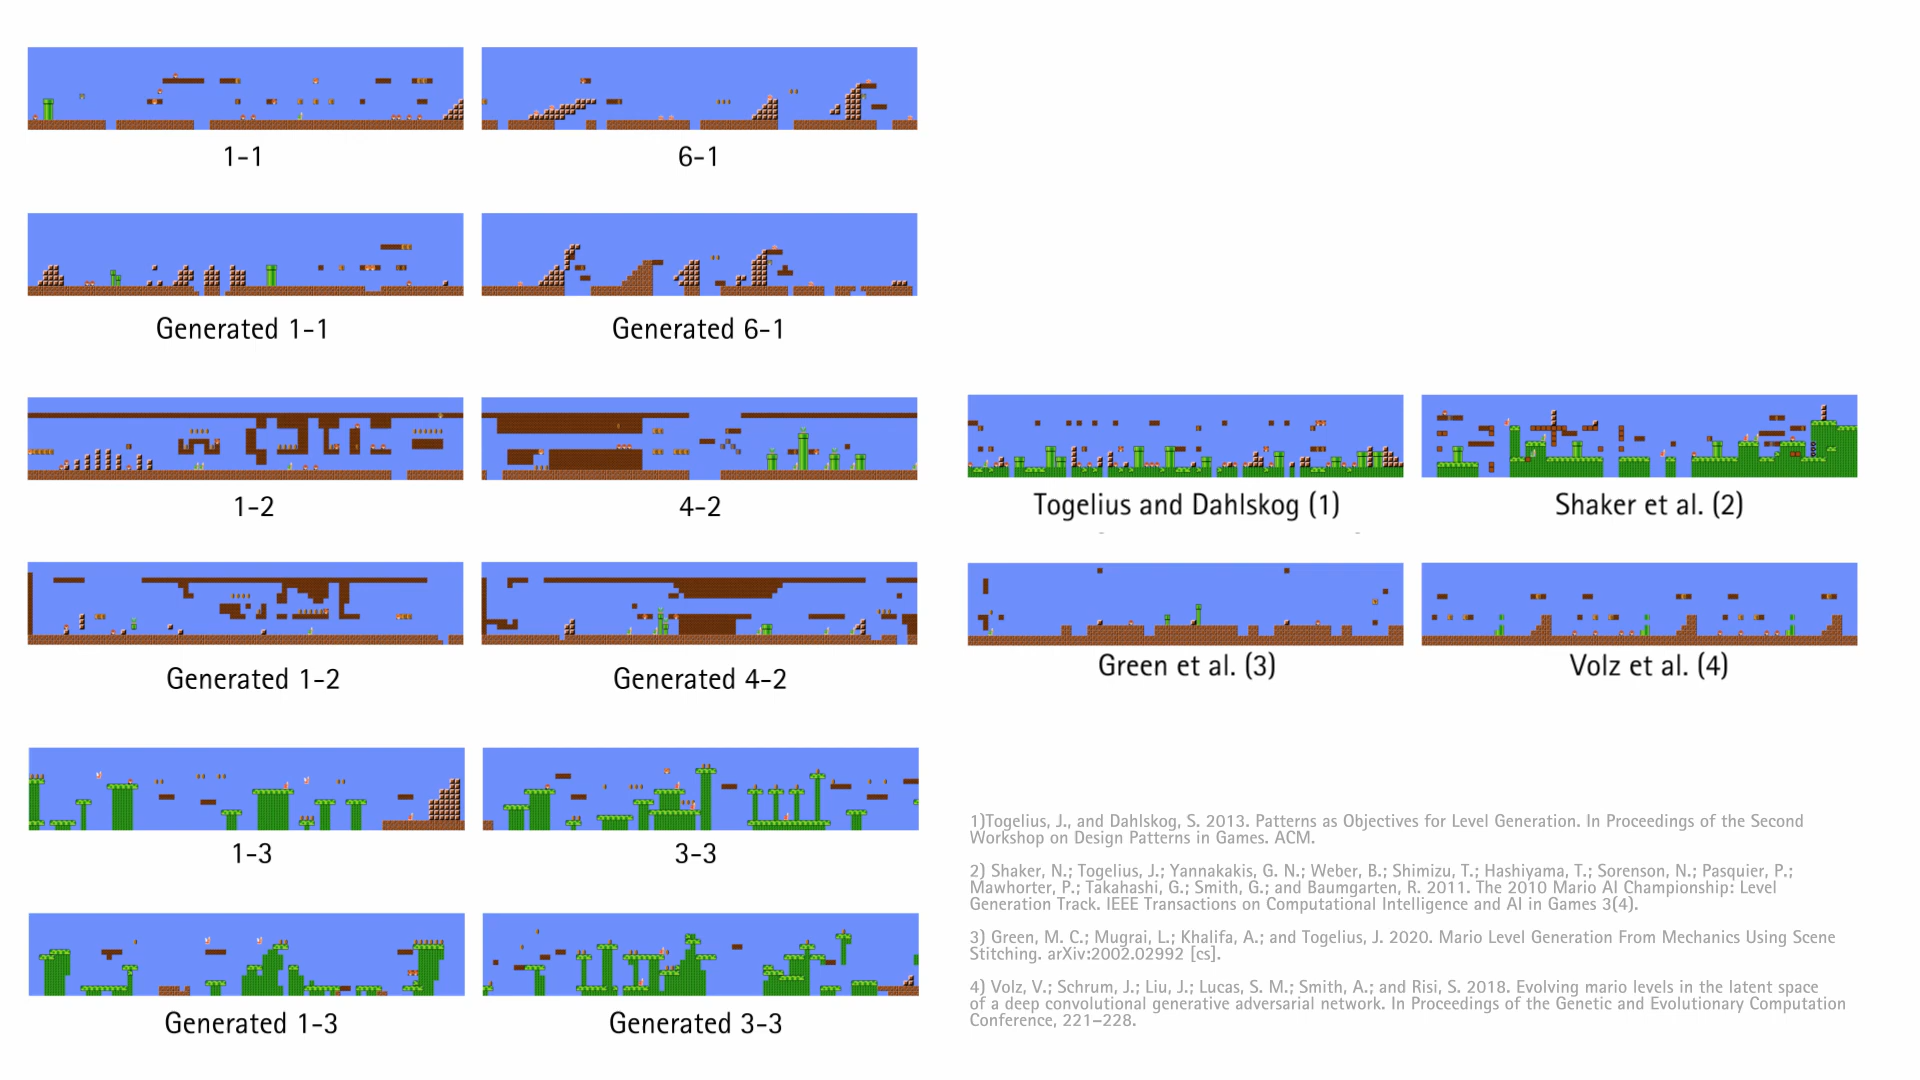 1-1
6-1
Generated 1-1
Generated 6-1
1-2
4-2
Generated 1-2
Generated 4-2
1-3
3-3
Generated 1-3
Generated 3-3
Togelius and Dahlskog (1)
Shaker et al. (2)
Green et al. (3)
Volz et al. (4)
1)Togelius, J., and Dahlskog, S. 2013. Patterns as Objectives for Level Generation. In Proceedings of the Second
Workshop on Design Patterns in Games. ACM.
2) Shaker, N.; Togelius, J.; Yannakakis, G. N.; Weber, B.; Shimizu, T.; Hashiyama, T.; Sorenson, N.; Pasquier, P.;
Mawhorter, P.; Takahashi, G.; Smith, G.; and Baumgarten, R. 2011. The 2010 Mario AI Championship: Level
Generation Track. IEEE Transactions on Computational Intelligence and AI in Games 3(4).
3) Green, M. C.; Mugrai, L.; Khalifa, A.; and Togelius, J. 2020. Mario Level Generation From Mechanics Using Scene
Stitching. arXiv:2002.02992 [cs].
4) Volz, V.; Schrum, J.; Liu, J.; Lucas, S. M.; Smith, A.; and Risi, S. 2018. Evolving mario levels in the latent space
of a deep convolutional generative adversarial network. In Proceedings of the Genetic and Evolutionary Computation
Conference, 221–228.